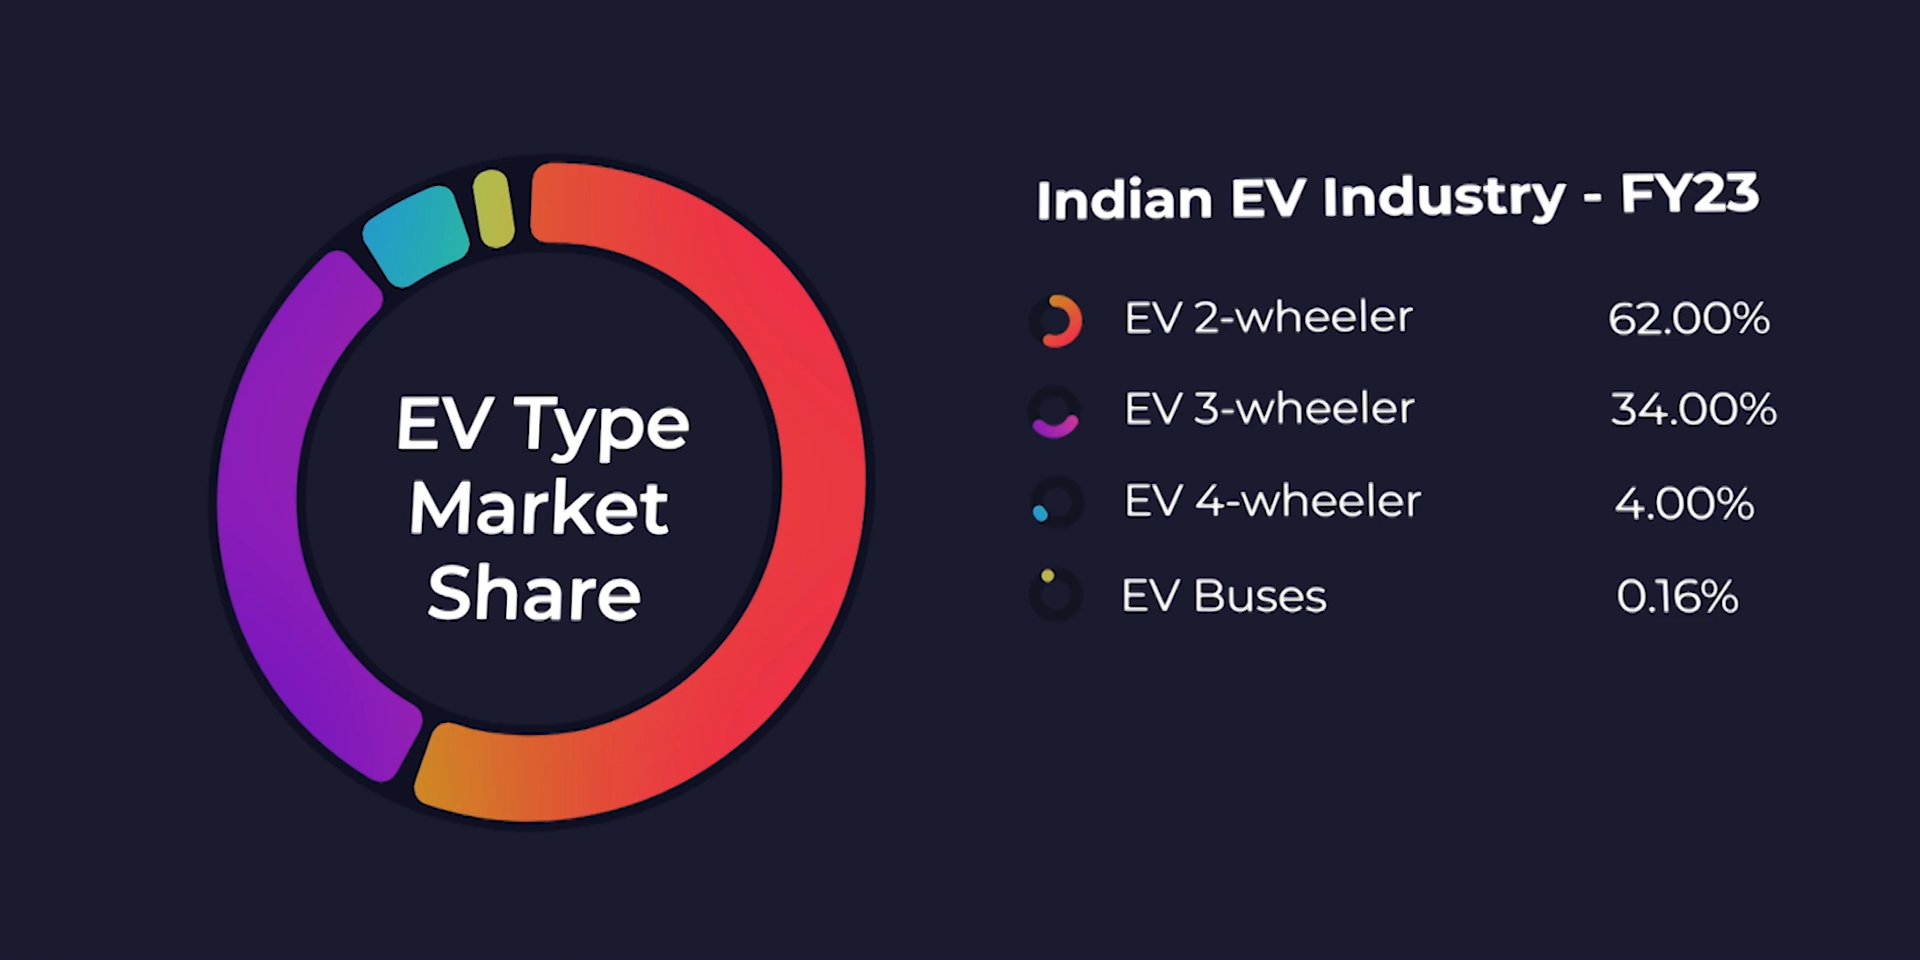 EV Type
Market
Share
Indian EV Industry - FY23
EV 2-wheeler 62.00%
EV 3-wheeler 34.00%
EV 4-wheeler 4.00%
EV Buses 0.16%